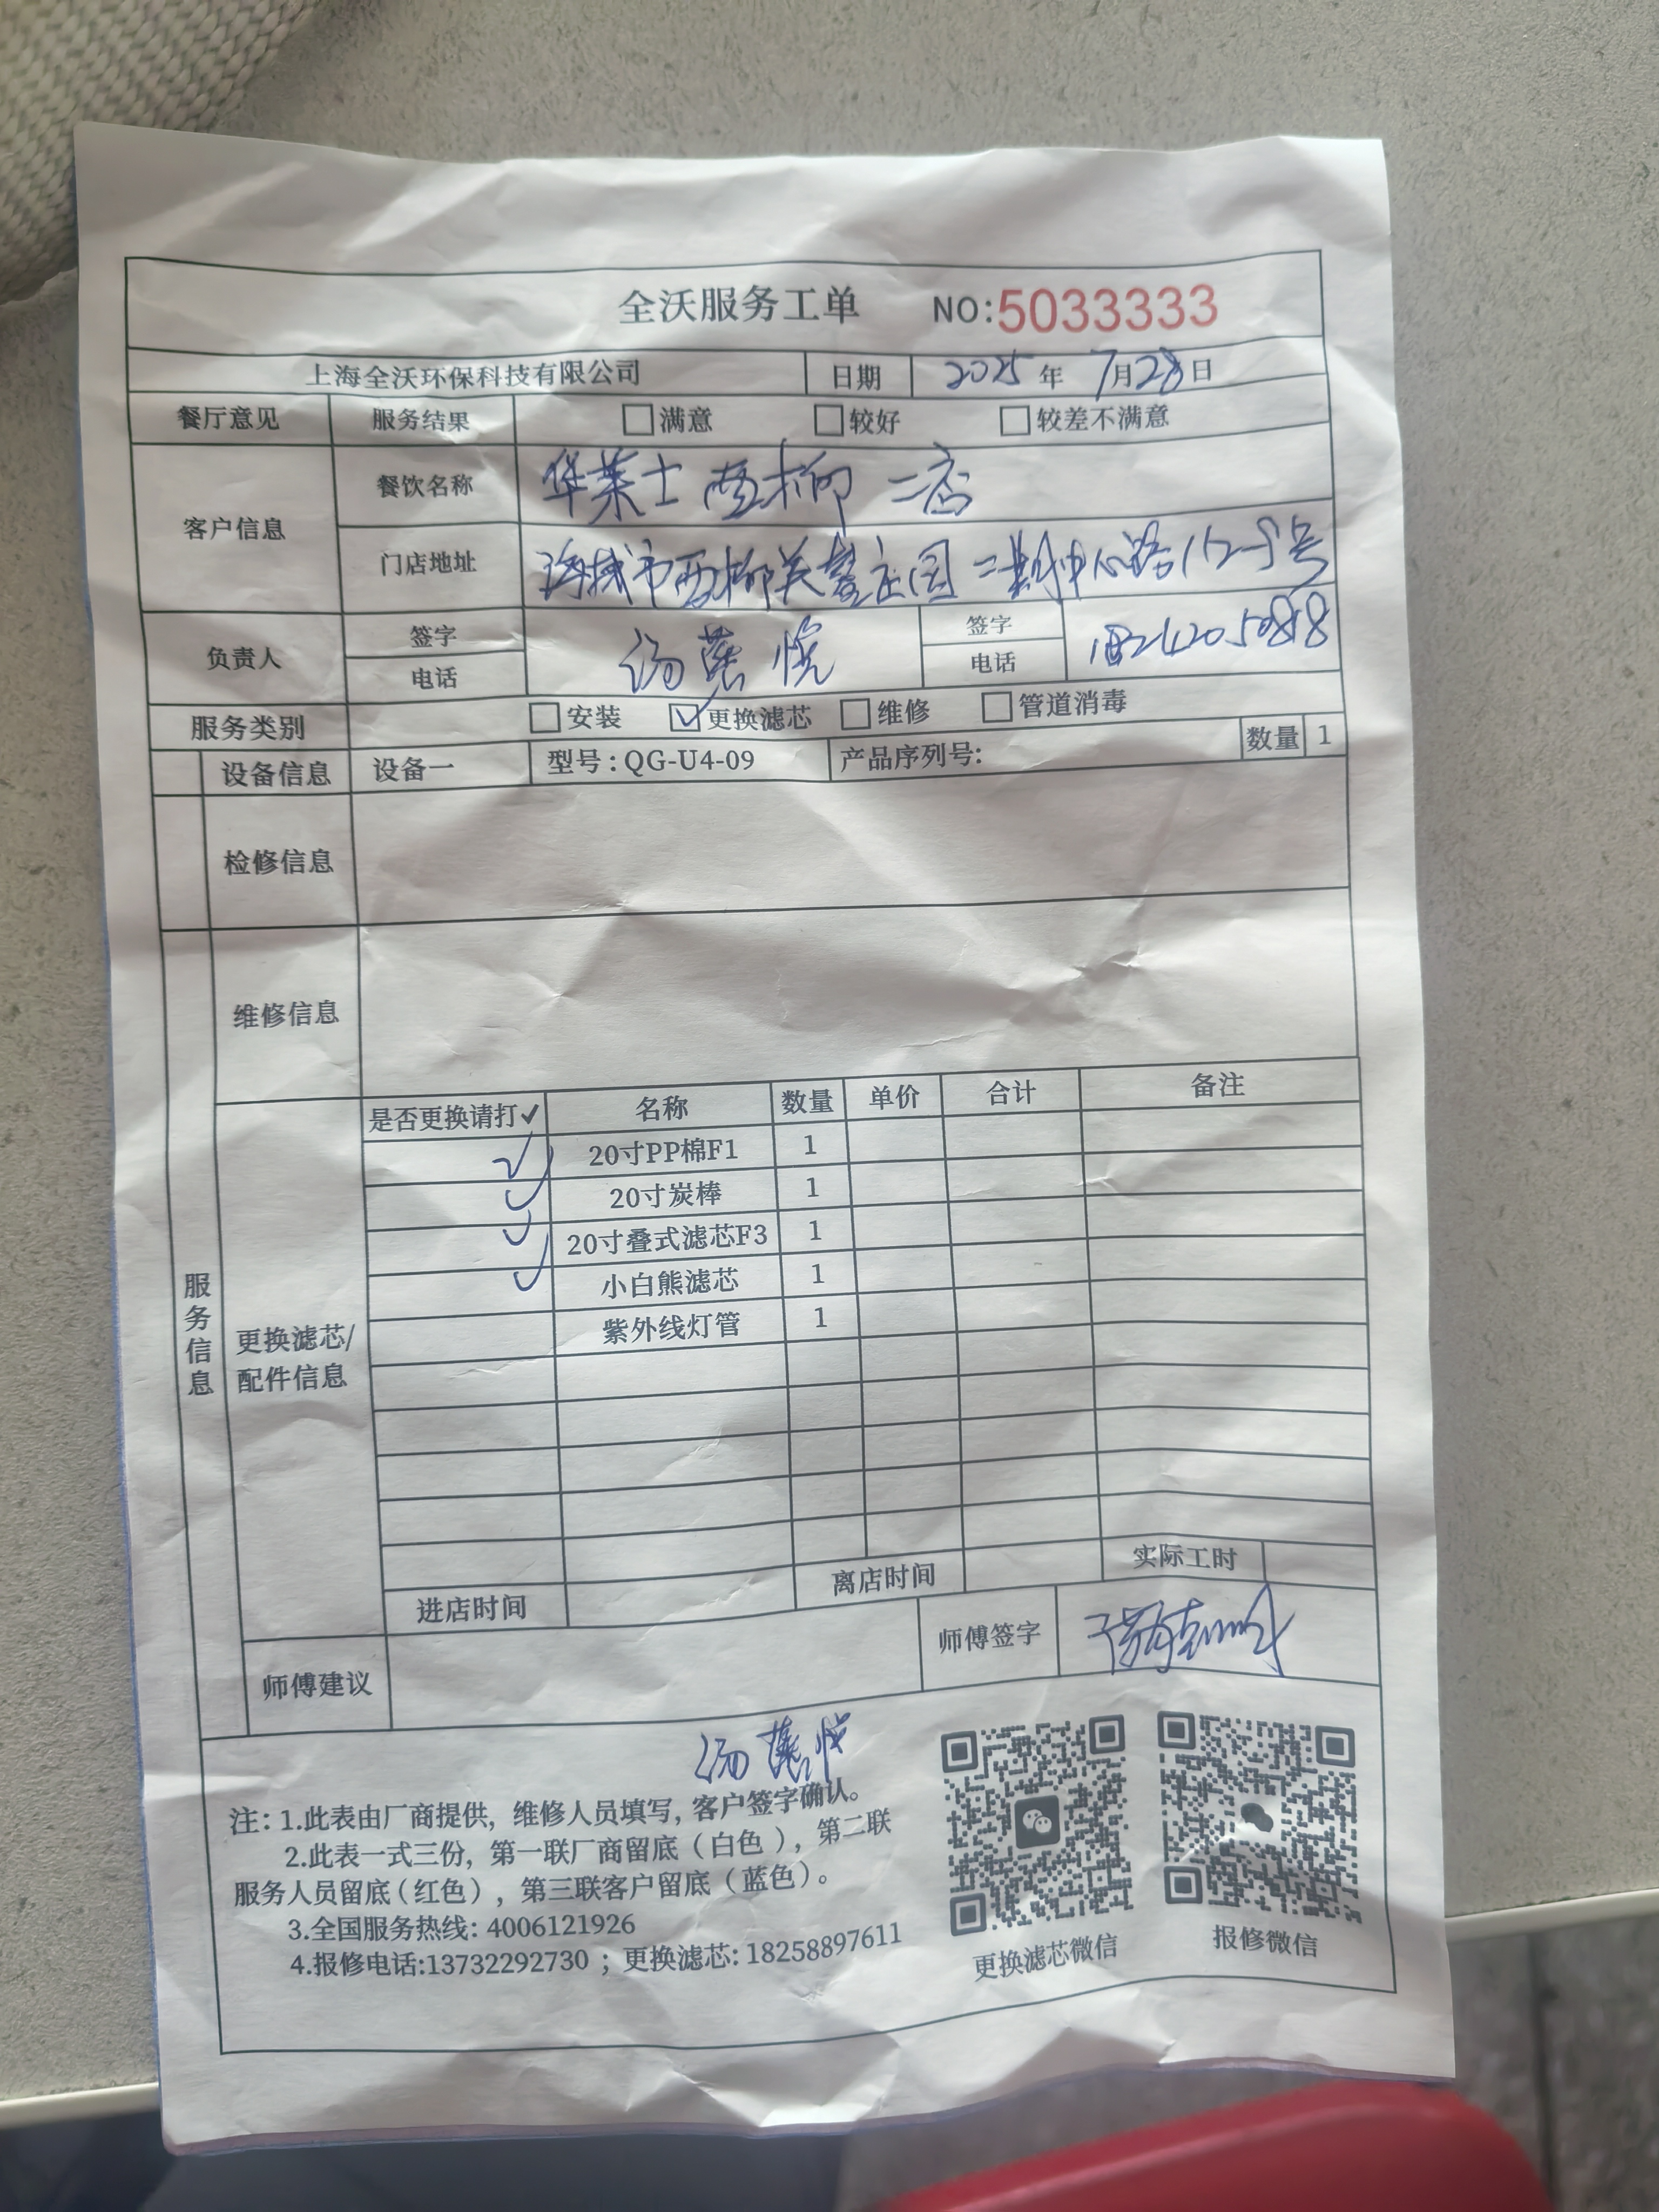 全沃服务工单 NO:5033333
上海全沃环保科技有限公司 日期 2025年7月28日
餐厅意见 服务结果 □满意 □较好 □较差不满意
客户信息 餐饮名称 华莱士西柳二店
门店地址 海城市西柳 庄园二期中心路
负责人 签字 电话 签字 电话
服务类别 □安装 ☑更换滤芯 □维修 □管道消毒
设备信息 设备一 型号:QG-U4-09 产品序列号: 数量 1
检修信息
维修信息
服务信息
更换滤芯/配件信息
是否更换请打✓ 名称 数量 单价 合计 备注
✓ 20寸PP棉F1 1
✓ 20寸炭棒 1
✓ 20寸叠式滤芯F3 1
✓ 小白熊滤芯 1
紫外线灯管 1
进店时间 离店时间 实际工时
师傅建议 师傅签字
注: 1.此表由厂商提供, 维修人员填写, 客户签字确认。
2.此表一式三份, 第一联厂商留底(白色), 第二联
服务人员留底(红色), 第三联客户留底(蓝色)。
3.全国服务热线: 4006121926
4.报修电话:13732292730 ; 更换滤芯: 18258897611
更换滤芯微信 报修微信